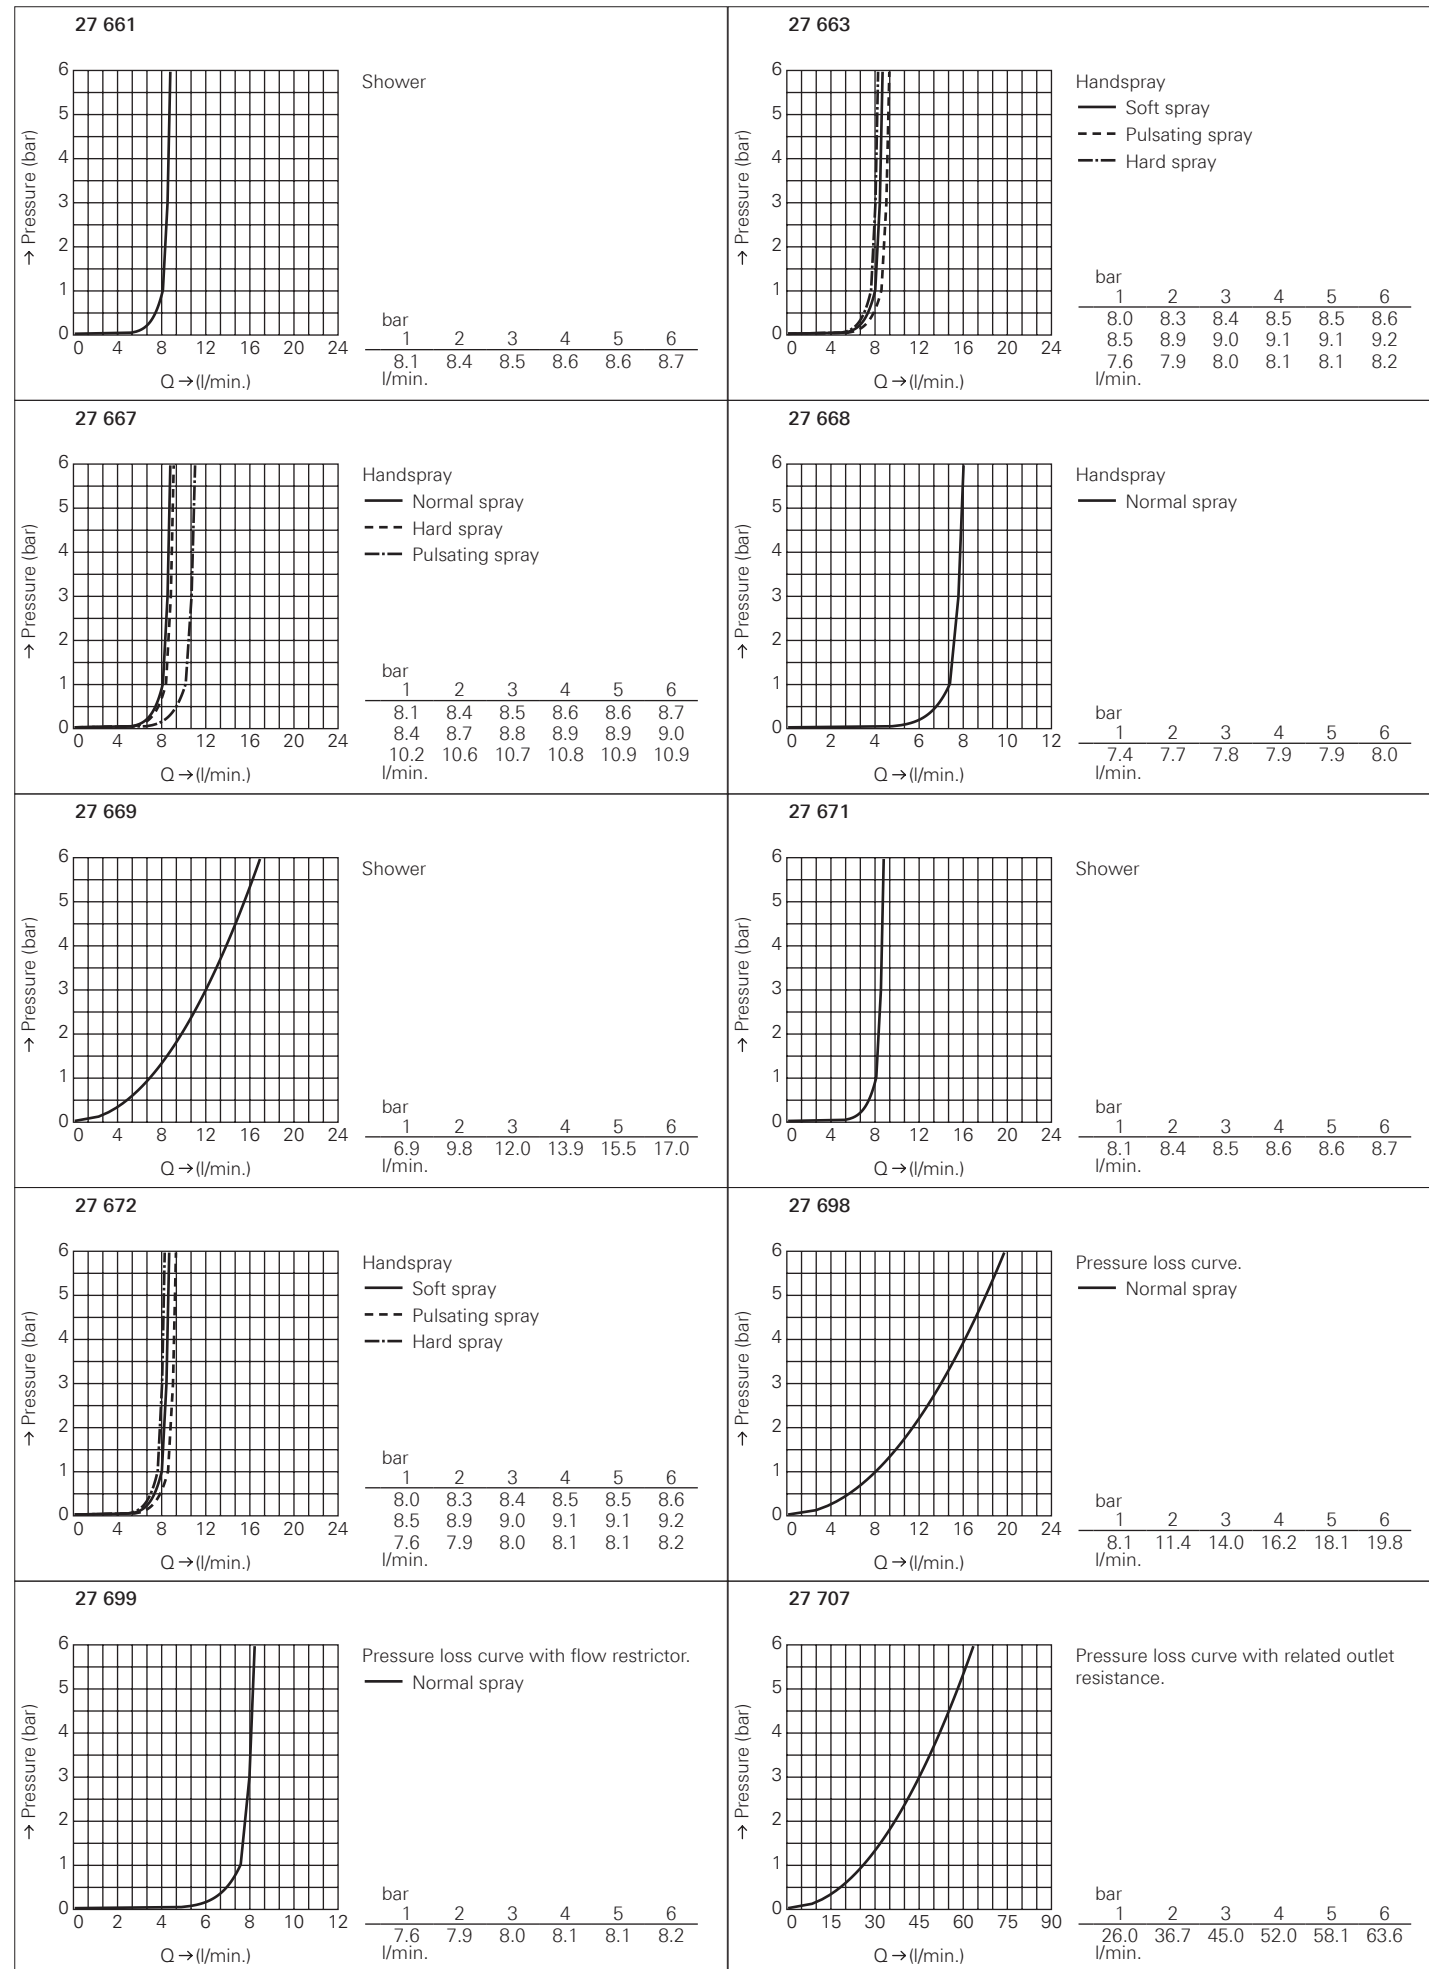 27 661
Shower
→ Pressure (bar)
6
5
4
3
2
1
0
0 4 8 12 16 20 24
Q → (l/min.)
bar
1 2 3 4 5 6
8.1 8.4 8.5 8.6 8.6 8.7
l/min.
27 663
Handspray
Soft spray
Pulsating spray
Hard spray
→ Pressure (bar)
6
5
4
3
2
1
0
0 4 8 12 16 20 24
Q → (l/min.)
bar
1 2 3 4 5 6
8.0 8.3 8.4 8.5 8.5 8.6
8.5 8.9 9.0 9.1 9.1 9.2
7.6 7.9 8.0 8.1 8.1 8.2
l/min.
27 667
Handspray
Normal spray
Hard spray
Pulsating spray
→ Pressure (bar)
6
5
4
3
2
1
0
0 4 8 12 16 20 24
Q → (l/min.)
bar
1 2 3 4 5 6
8.1 8.4 8.5 8.6 8.6 8.7
8.4 8.7 8.8 8.9 8.9 9.0
10.2 10.6 10.7 10.8 10.9 10.9
l/min.
27 668
Handspray
Normal spray
→ Pressure (bar)
6
5
4
3
2
1
0
0 2 4 6 8 10 12
Q → (l/min.)
bar
1 2 3 4 5 6
7.4 7.7 7.8 7.9 7.9 8.0
l/min.
27 669
Shower
→ Pressure (bar)
6
5
4
3
2
1
0
0 4 8 12 16 20 24
Q → (l/min.)
bar
1 2 3 4 5 6
6.9 9.8 12.0 13.9 15.5 17.0
l/min.
27 671
Shower
→ Pressure (bar)
6
5
4
3
2
1
0
0 4 8 12 16 20 24
Q → (l/min.)
bar
1 2 3 4 5 6
8.1 8.4 8.5 8.6 8.6 8.7
l/min.
27 672
Handspray
Soft spray
Pulsating spray
Hard spray
→ Pressure (bar)
6
5
4
3
2
1
0
0 4 8 12 16 20 24
Q → (l/min.)
bar
1 2 3 4 5 6
8.0 8.3 8.4 8.5 8.5 8.6
8.5 8.9 9.0 9.1 9.1 9.2
7.6 7.9 8.0 8.1 8.1 8.2
l/min.
27 698
Pressure loss curve.
Normal spray
→ Pressure (bar)
6
5
4
3
2
1
0
0 4 8 12 16 20 24
Q → (l/min.)
bar
1 2 3 4 5 6
8.1 11.4 14.0 16.2 18.1 19.8
l/min.
27 699
Pressure loss curve with flow restrictor.
Normal spray
→ Pressure (bar)
6
5
4
3
2
1
0
0 2 4 6 8 10 12
Q → (l/min.)
bar
1 2 3 4 5 6
7.6 7.9 8.0 8.1 8.1 8.2
l/min.
27 707
Pressure loss curve with related outlet
resistance.
→ Pressure (bar)
6
5
4
3
2
1
0
0 15 30 45 60 75 90
Q → (l/min.)
bar
1 2 3 4 5 6
26.0 36.7 45.0 52.0 58.1 63.6
l/min.